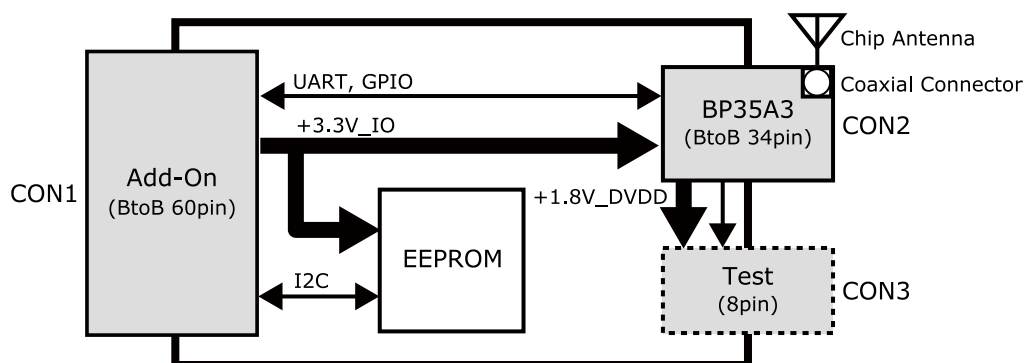 Chip Antenna
UART, GPIO
Coaxial Connector
BP35A3
(BtoB 34pin)
CON2
+3.3V_IO
CON1
Add-On
(BtoB 60pin)
+1.8V_DVDD
EEPROM
I2C
Test
(8pin)
CON3